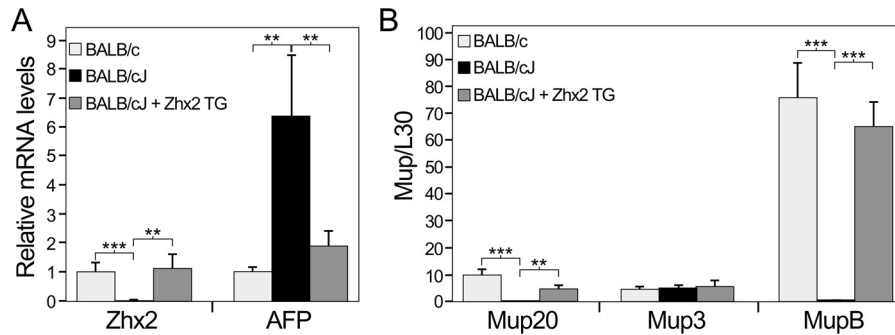 A
9
8
7
6
5
4
3
2
1
0
Relative mRNA levels
BALB/c
BALB/cJ
BALB/cJ + Zhx2 TG
** **
*** **
Zhx2 AFP
B
100
90
80
70
60
50
40
30
20
10
0
Mup/L30
BALB/c
BALB/cJ
BALB/cJ + Zhx2 TG
*** ***
*** **
Mup20 Mup3 MupB